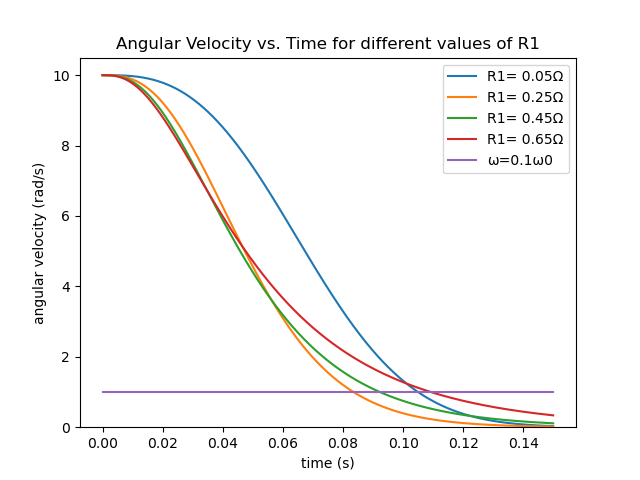 Angular Velocity vs. Time for different values of R1
10
8
6
4
2
0
angular velocity (rad/s)
R1= 0.05Ω
R1= 0.25Ω
R1= 0.45Ω
R1= 0.65Ω
ω=0.1ω0
0.00 0.02 0.04 0.06 0.08 0.10 0.12 0.14
time (s)